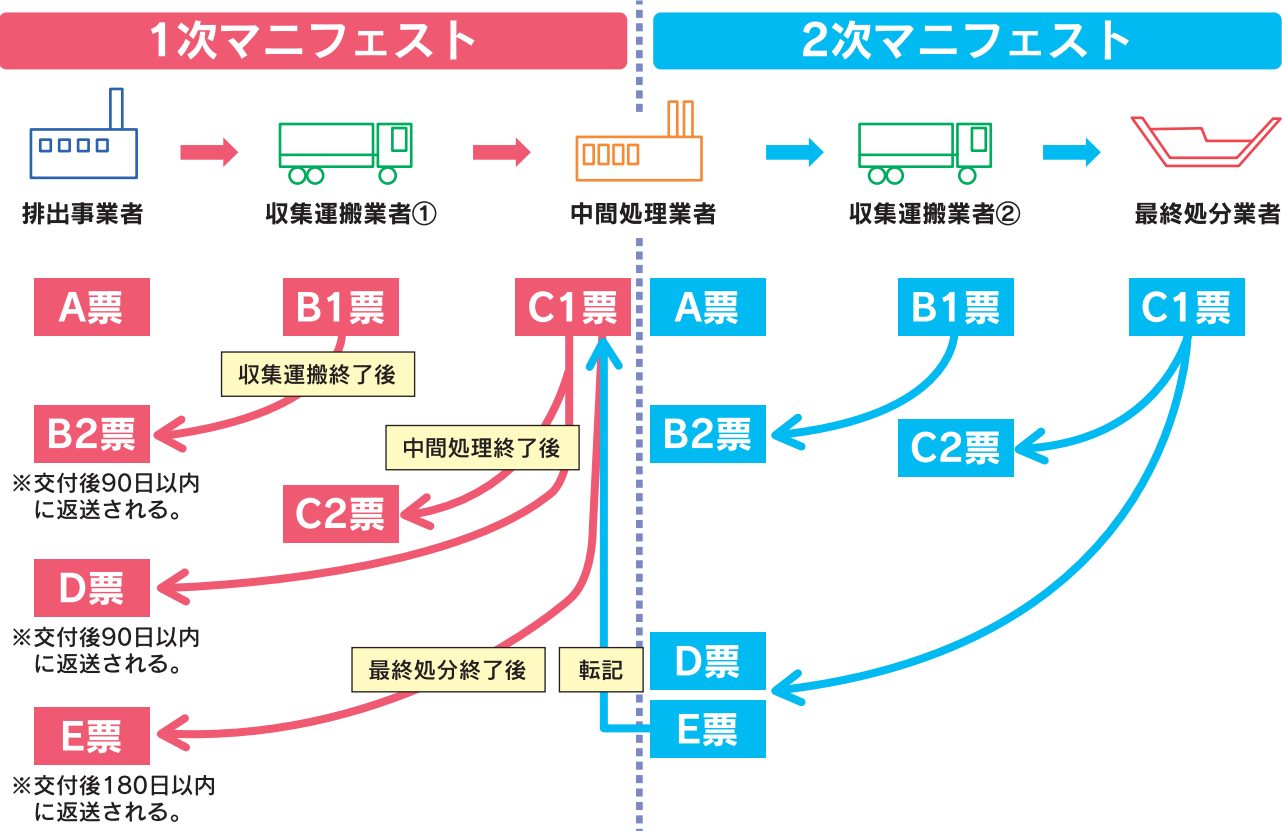 1次マニフェスト
2次マニフェスト
排出事業者
収集運搬業者①
中間処理業者
収集運搬業者②
最終処分業者
A票
B1票
C1票
A票
B1票
C1票
収集運搬終了後
B2票
※交付後90日以内
に返送される。
中間処理終了後
C2票
B2票
C2票
D票
※交付後90日以内
に返送される。
最終処分終了後
転記
D票
E票
E票
※交付後180日以内
に返送される。